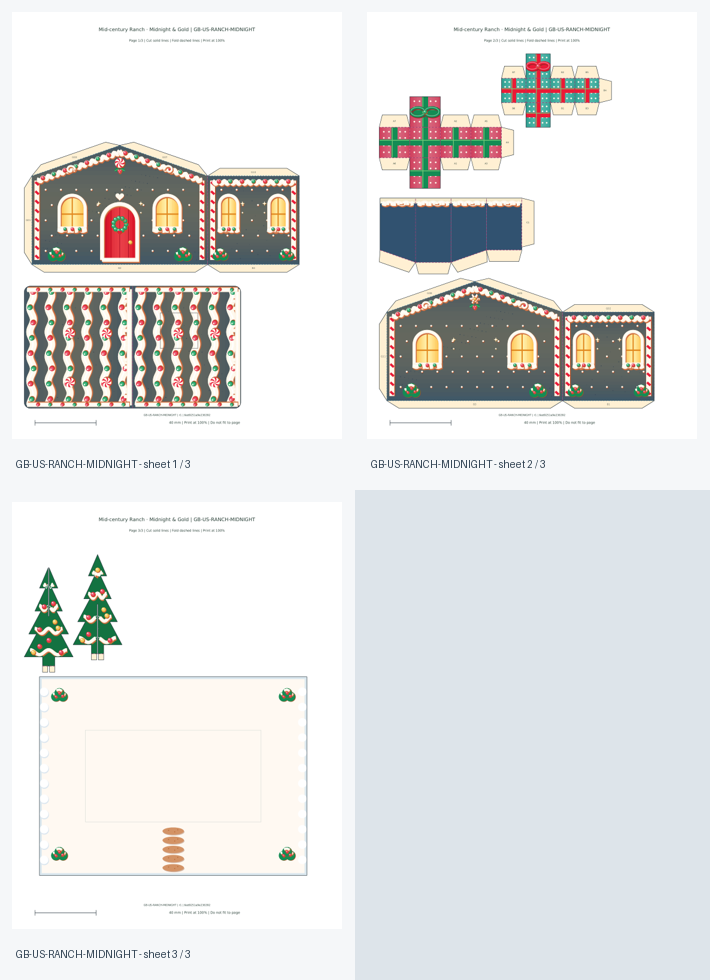 Mid-century Ranch · Midnight & Gold | GB-US-RANCH-MIDNIGHT
Page 1/3 | Cut solid lines | Fold dashed lines | Print at 100%
40 mm | Print at 100% | Do not fit to page
GB-US-RANCH-MIDNIGHT - sheet 1 / 3
Mid-century Ranch · Midnight & Gold | GB-US-RANCH-MIDNIGHT
Page 2/3 | Cut solid lines | Fold dashed lines | Print at 100%
40 mm | Print at 100% | Do not fit to page
GB-US-RANCH-MIDNIGHT - sheet 2 / 3
Mid-century Ranch · Midnight & Gold | GB-US-RANCH-MIDNIGHT
Page 3/3 | Cut solid lines | Fold dashed lines | Print at 100%
40 mm | Print at 100% | Do not fit to page
GB-US-RANCH-MIDNIGHT - sheet 3 / 3